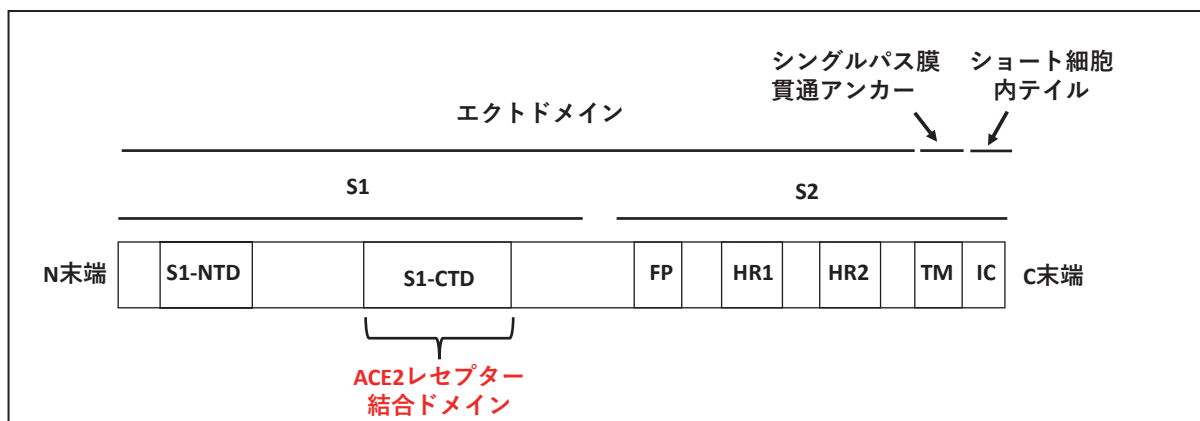 シングルパス膜
貫通アンカー
ショート細胞
内テイル
エクトドメイン
S1
S2
N末端
S1-NTD
S1-CTD
FP
HR1
HR2
TM
IC
C末端
ACE2レセプター
結合ドメイン